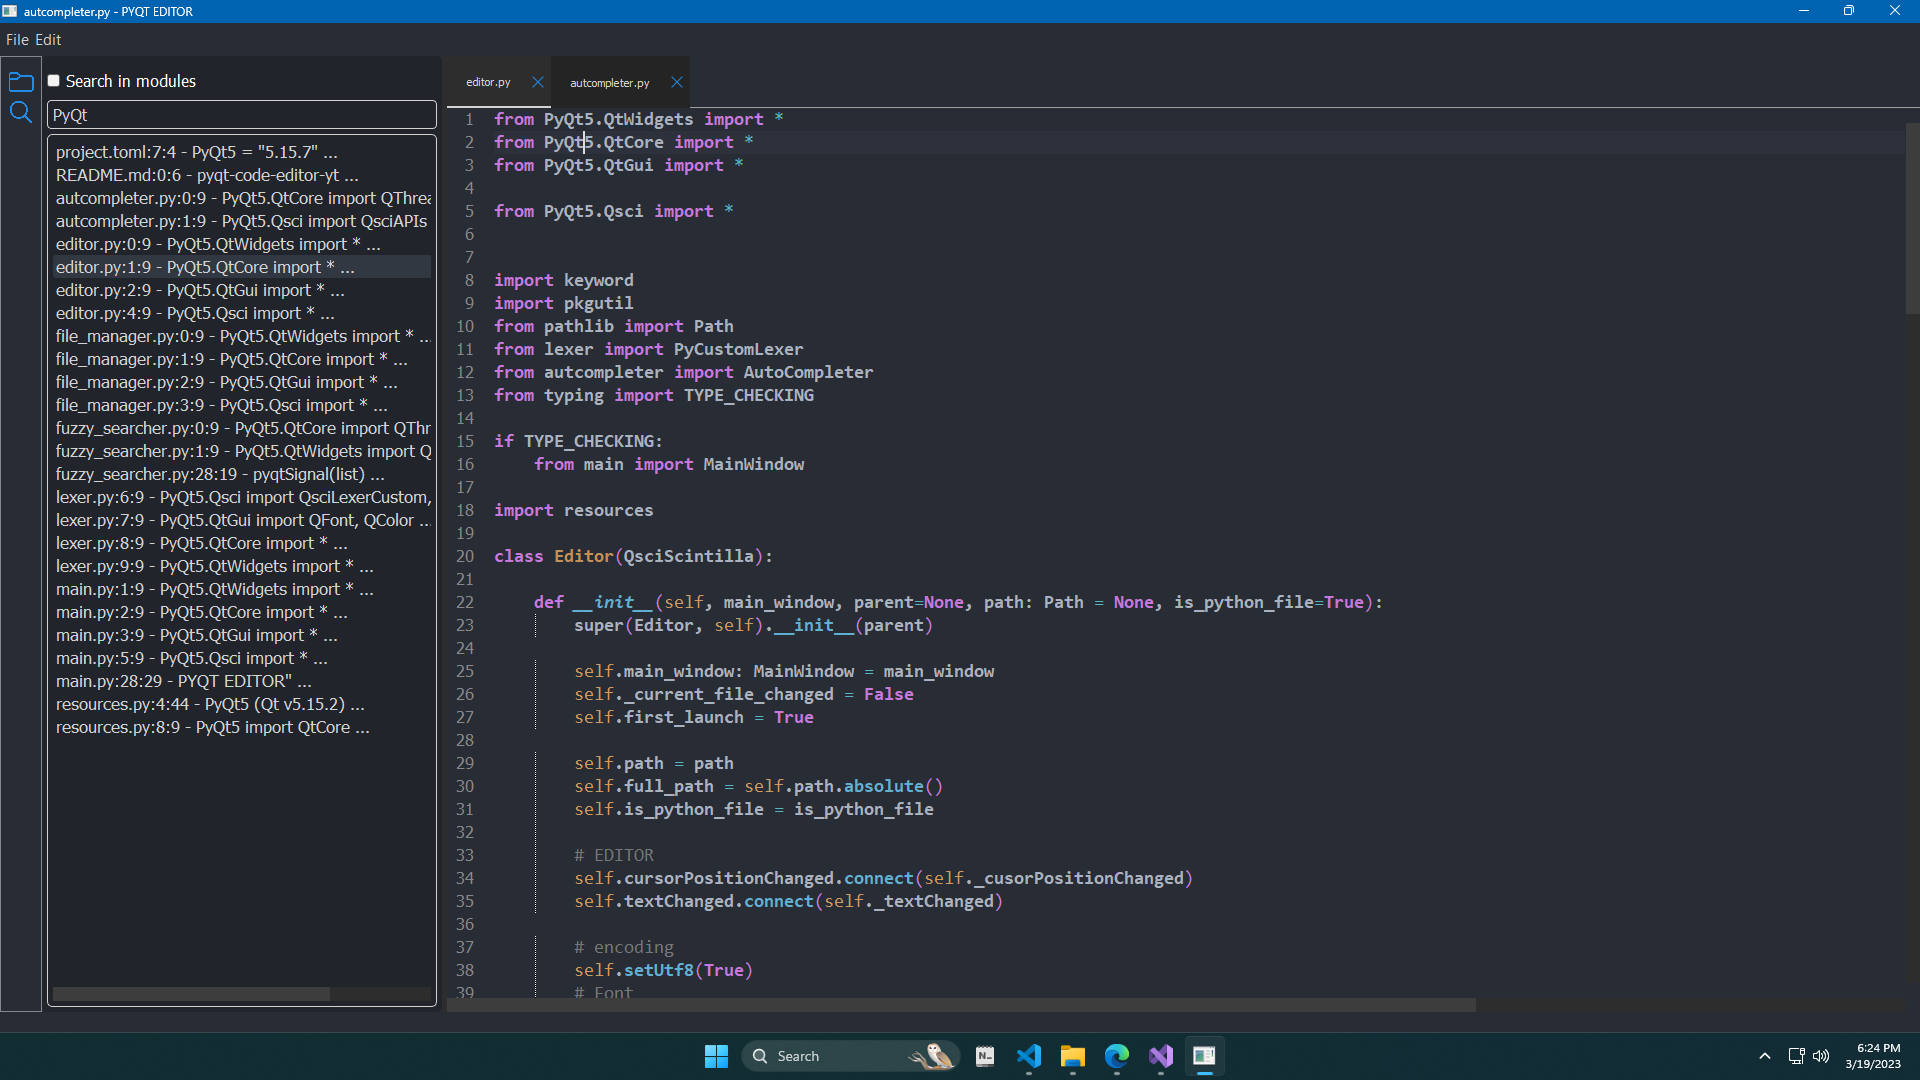 autcompleter.py - PYQT EDITOR
File Edit
Search in modules
PyQt
project.toml:7:4 - PyQt5 = "5.15.7" ...
README.md:0:6 - pyqt-code-editor-yt ...
autcompleter.py:0:9 - PyQt5.QtCore import QThrea
autcompleter.py:1:9 - PyQt5.Qsci import QsciAPIs
editor.py:0:9 - PyQt5.QtWidgets import * ...
editor.py:1:9 - PyQt5.QtCore import * ...
editor.py:2:9 - PyQt5.QtGui import * ...
editor.py:4:9 - PyQt5.Qsci import * ...
file_manager.py:0:9 - PyQt5.QtWidgets import * ...
file_manager.py:1:9 - PyQt5.QtCore import * ...
file_manager.py:2:9 - PyQt5.QtGui import * ...
file_manager.py:3:9 - PyQt5.Qsci import * ...
fuzzy_searcher.py:0:9 - PyQt5.QtCore import QThr
fuzzy_searcher.py:1:9 - PyQt5.QtWidgets import Q
fuzzy_searcher.py:28:19 - pyqtSignal(list) ...
lexer.py:6:9 - PyQt5.Qsci import QsciLexerCustom,
lexer.py:7:9 - PyQt5.QtGui import QFont, QColor ...
lexer.py:8:9 - PyQt5.QtCore import * ...
lexer.py:9:9 - PyQt5.QtWidgets import * ...
main.py:1:9 - PyQt5.QtWidgets import * ...
main.py:2:9 - PyQt5.QtCore import * ...
main.py:3:9 - PyQt5.QtGui import * ...
main.py:5:9 - PyQt5.Qsci import * ...
main.py:28:29 - PYQT EDITOR" ...
resources.py:4:44 - PyQt5 (Qt v5.15.2) ...
resources.py:8:9 - PyQt5 import QtCore ...
editor.py
autcompleter.py
1 from PyQt5.QtWidgets import *
2 from PyQt5.QtCore import *
3 from PyQt5.QtGui import *
4
5 from PyQt5.Qsci import *
6
7
8 import keyword
9 import pkgutil
10 from pathlib import Path
11 from lexer import PyCustomLexer
12 from autcompleter import AutoCompleter
13 from typing import TYPE_CHECKING
14
15 if TYPE_CHECKING:
16     from main import MainWindow
17
18 import resources
19
20 class Editor(QsciScintilla):
21
22     def __init__(self, main_window, parent=None, path: Path = None, is_python_file=True):
23         super(Editor, self).__init__(parent)
24
25         self.main_window: MainWindow = main_window
26         self._current_file_changed = False
27         self.first_launch = True
28
29         self.path = path
30         self.full_path = self.path.absolute()
31         self.is_python_file = is_python_file
32
33         # EDITOR
34         self.cursorPositionChanged.connect(self._cusorPositionChanged)
35         self.textChanged.connect(self._textChanged)
36
37         # encoding
38         self.setUtf8(True)
39         # Font
Search
N
6:24 PM
3/19/2023